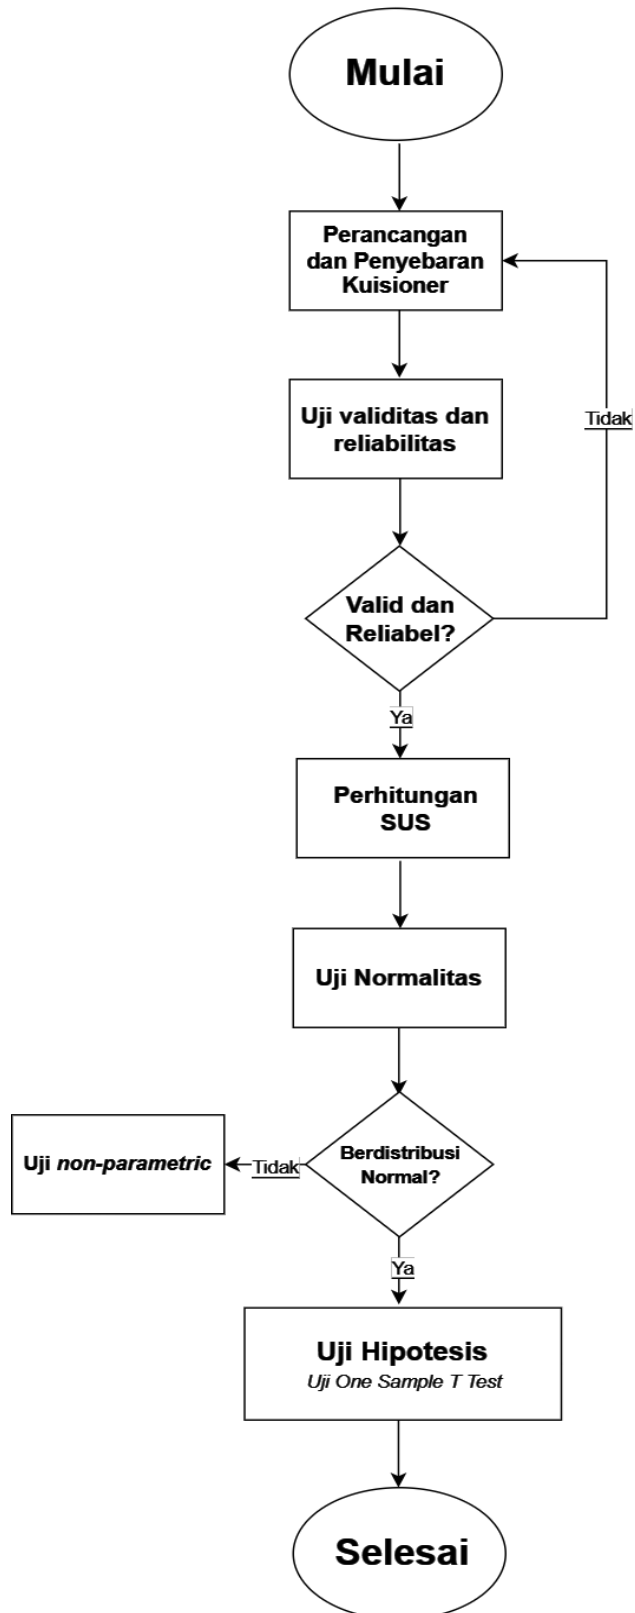 Mulai
Perancangan
dan Penyebaran
Kuisioner
Uji validitas dan
reliabilitas
Tidak
Valid dan
Reliabel?
Ya
Perhitungan
SUS
Uji Normalitas
Berdistribusi
Normal?
Tidak
Uji non-parametric
Ya
Uji Hipotesis
Uji One Sample T Test
Selesai